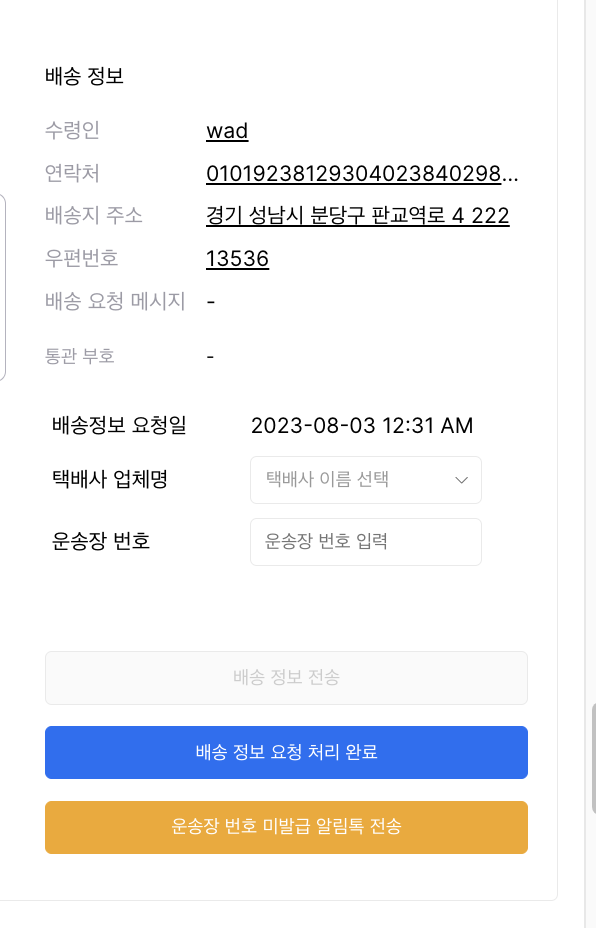 배송 정보
수령인 wad
연락처 01019238129304023840298...
배송지 주소 경기 성남시 분당구 판교역로 4 222
우편번호 13536
배송 요청 메시지 -
통관 부호 -
배송정보 요청일 2023-08-03 12:31 AM
택배사 업체명 택배사 이름 선택
운송장 번호 운송장 번호 입력
배송 정보 전송
배송 정보 요청 처리 완료
운송장 번호 미발급 알림톡 전송